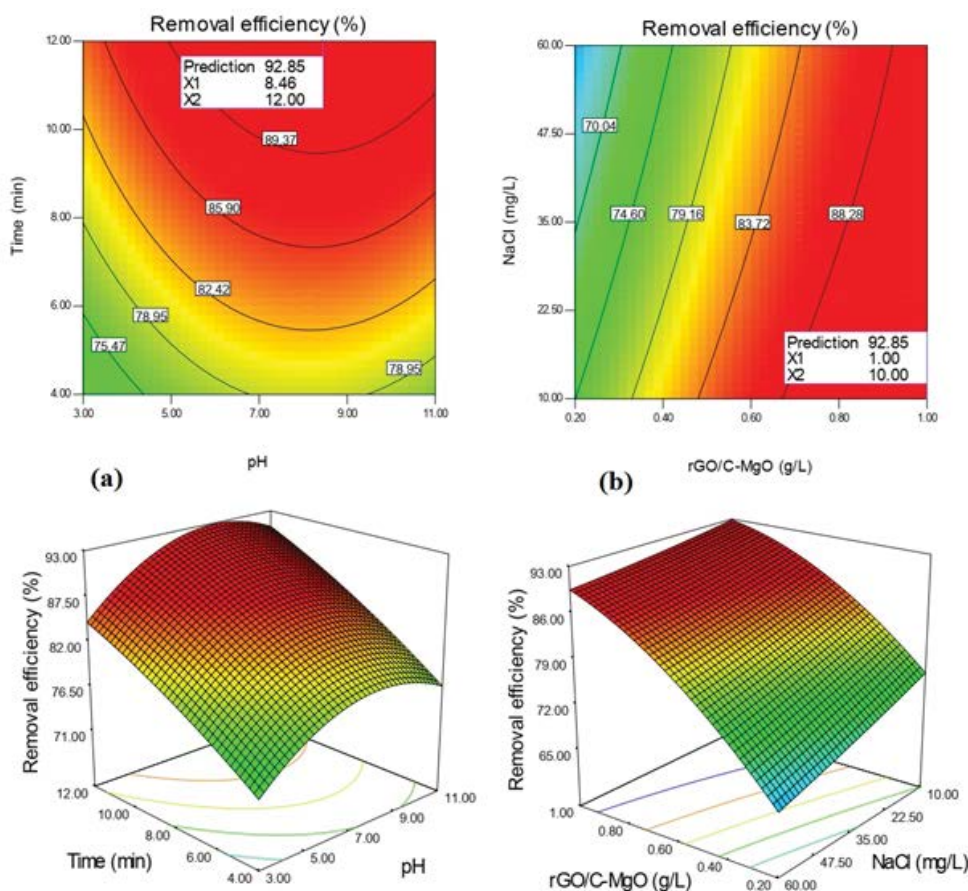 Removal efficiency (%)
12.00
10.00
8.00
6.00
4.00
Time (min)
Prediction 92.85
X1 8.46
X2 12.00
89.37
85.90
82.42
78.95
75.47
78.95
3.00 5.00 7.00 9.00 11.00
pH
(a)
Removal efficiency (%)
60.00
47.50
35.00
22.50
10.00
NaCl (mg/L)
70.04
74.60
79.16
83.72
88.28
Prediction 92.85
X1 1.00
X2 10.00
0.20 0.40 0.60 0.80 1.00
rGO/C-MgO (g/L)
(b)
93.00
87.50
82.00
76.50
71.00
Removal efficiency (%)
12.00
10.00
8.00
6.00
4.00
Time (min)
3.00
5.00
7.00
9.00
11.00
pH
93.00
86.00
79.00
72.00
65.00
Removal efficiency (%)
1.00
0.80
0.60
0.40
0.20
rGO/C-MgO (g/L)
60.00
47.50
35.00
22.50
10.00
NaCl (mg/L)